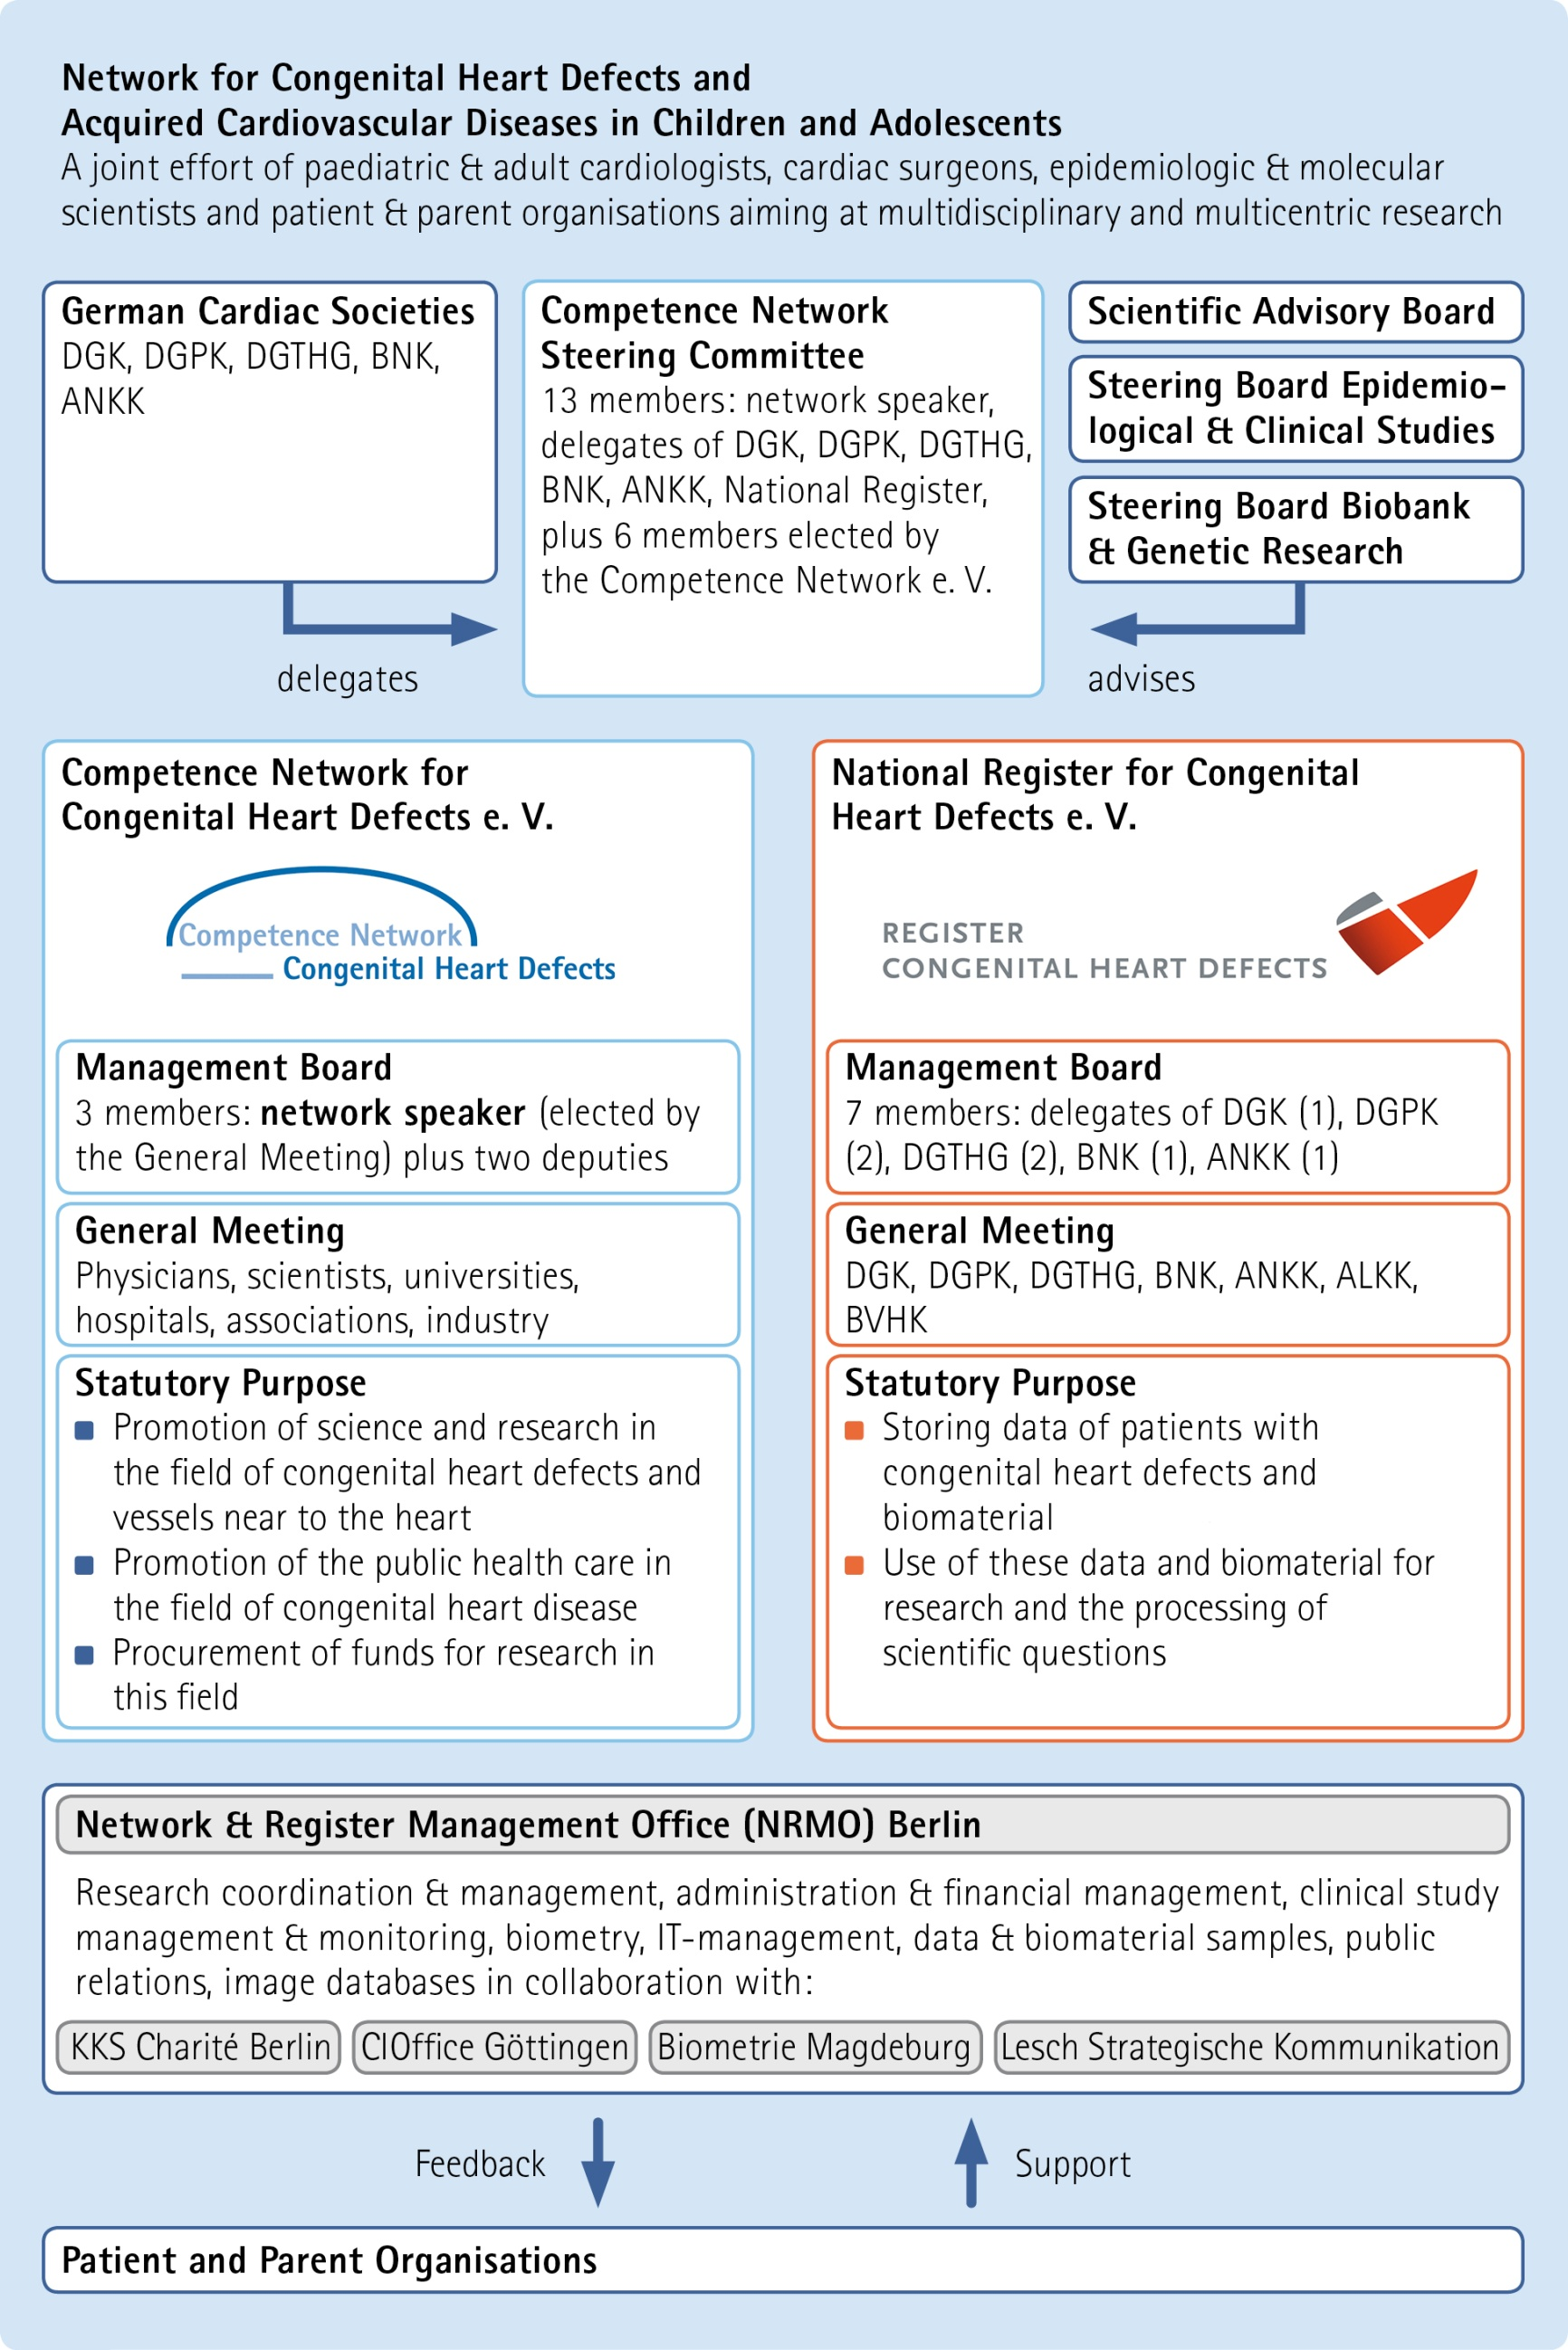 Network for Congenital Heart Defects and
Acquired Cardiovascular Diseases in Children and Adolescents
A joint effort of paediatric & adult cardiologists, cardiac surgeons, epidemiologic & molecular
scientists and patient & parent organisations aiming at multidisciplinary and multicentric research
German Cardiac Societies
DGK, DGPK, DGTHG, BNK,
ANKK
delegates
Competence Network
Steering Committee
13 members: network speaker,
delegates of DGK, DGPK, DGTHG,
BNK, ANKK, National Register,
plus 6 members elected by
the Competence Network e. V.
Scientific Advisory Board
Steering Board Epidemio-
logical & Clinical Studies
Steering Board Biobank
& Genetic Research
advises
Competence Network for
Congenital Heart Defects e. V.
Competence Network
Congenital Heart Defects
Management Board
3 members: network speaker (elected by
the General Meeting) plus two deputies
General Meeting
Physicians, scientists, universities,
hospitals, associations, industry
Statutory Purpose
Promotion of science and research in
the field of congenital heart defects and
vessels near to the heart
Promotion of the public health care in
the field of congenital heart disease
Procurement of funds for research in
this field
National Register for Congenital
Heart Defects e. V.
REGISTER
CONGENITAL HEART DEFECTS
Management Board
7 members: delegates of DGK (1), DGPK
(2), DGTHG (2), BNK (1), ANKK (1)
General Meeting
DGK, DGPK, DGTHG, BNK, ANKK, ALKK,
BVHK
Statutory Purpose
Storing data of patients with
congenital heart defects and
biomaterial
Use of these data and biomaterial for
research and the processing of
scientific questions
Network & Register Management Office (NRMO) Berlin
Research coordination & management, administration & financial management, clinical study
management & monitoring, biometry, IT-management, data & biomaterial samples, public
relations, image databases in collaboration with:
KKS Charité Berlin
CIOffice Göttingen
Biometrie Magdeburg
Lesch Strategische Kommunikation
Feedback
Support
Patient and Parent Organisations